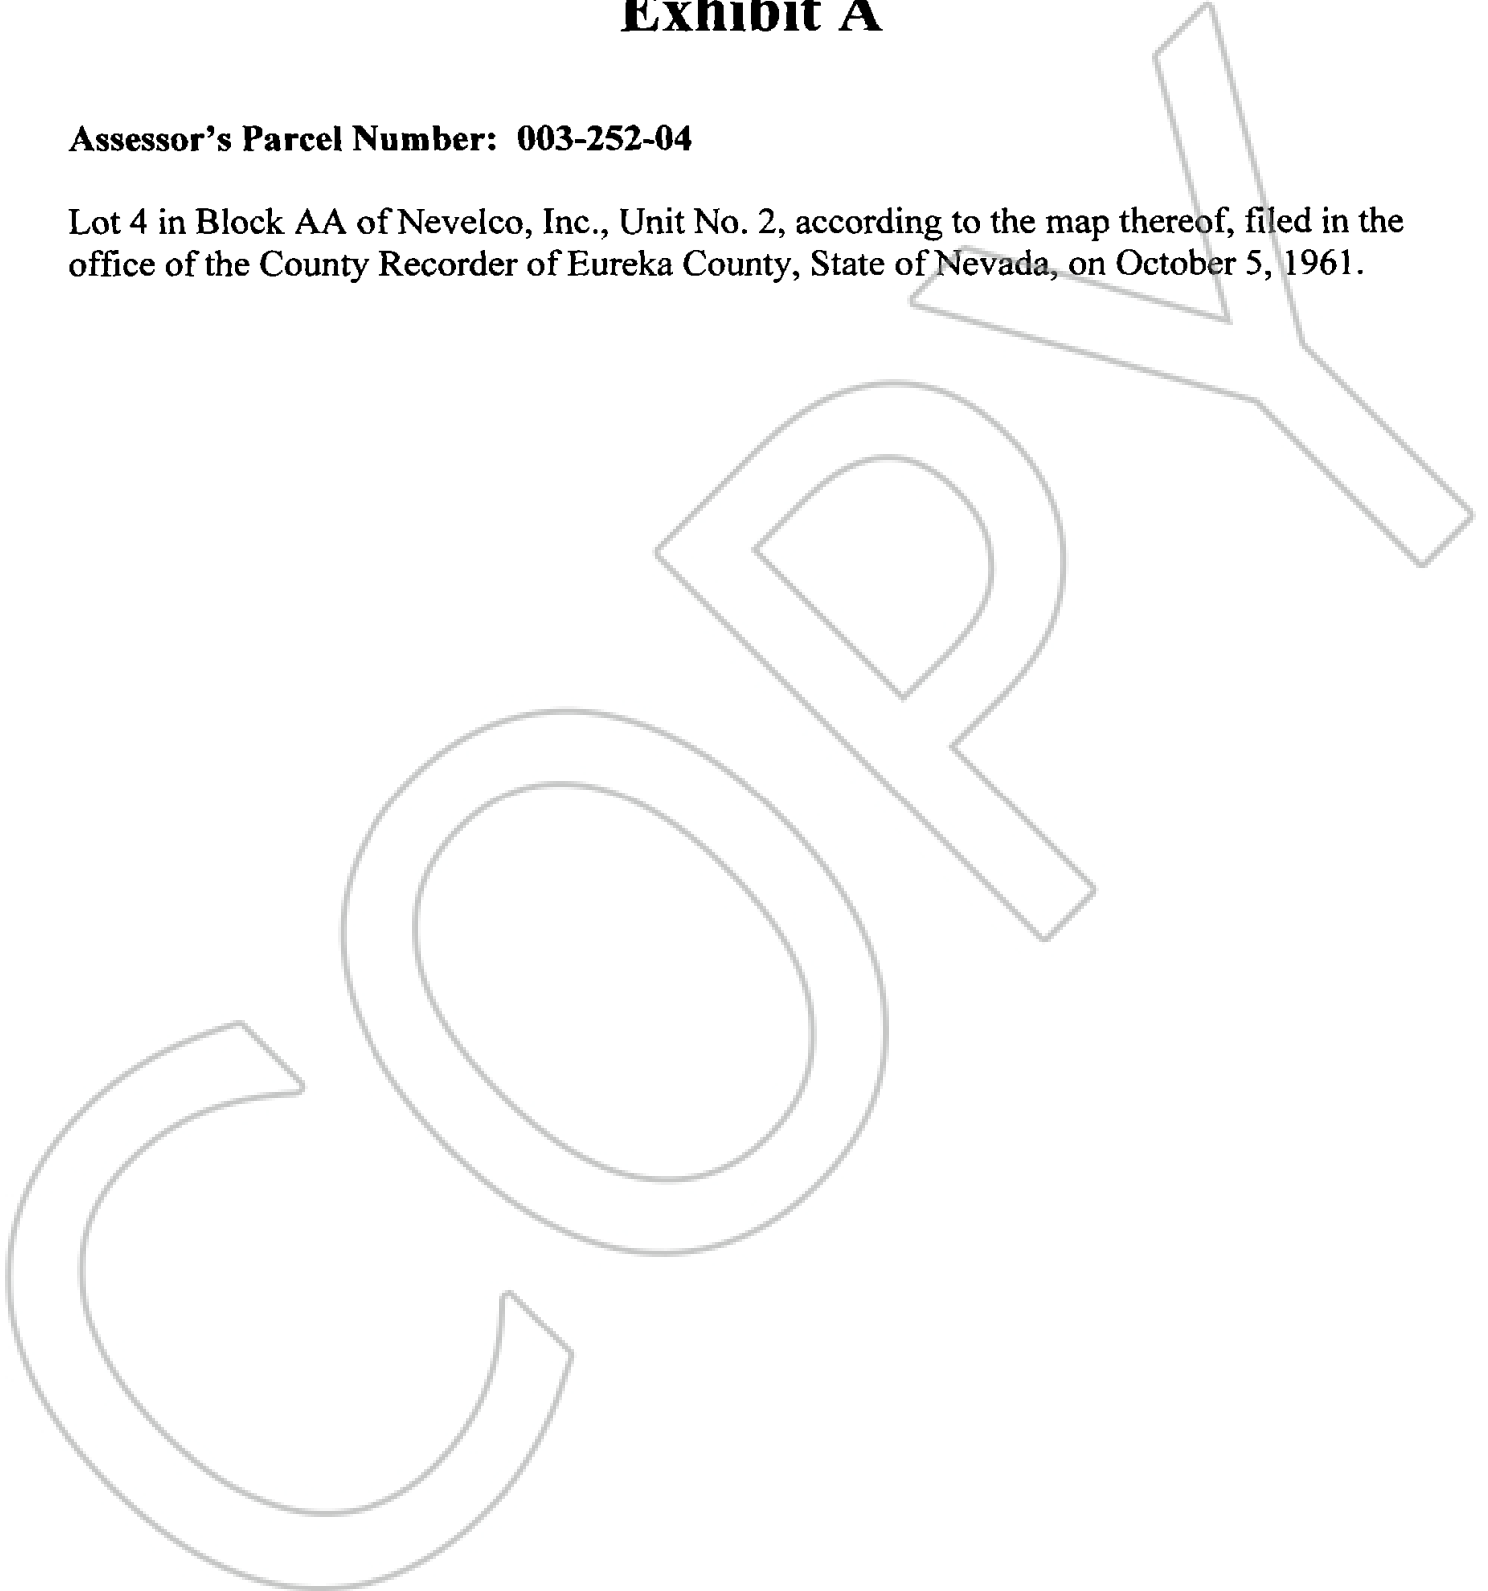 Exhibit A
Assessor's Parcel Number: 003-252-04
Lot 4 in Block AA of Nevelco, Inc., Unit No. 2, according to the map thereof, filed in the
office of the County Recorder of Eureka County, State of Nevada, on October 5, 1961.
COPY